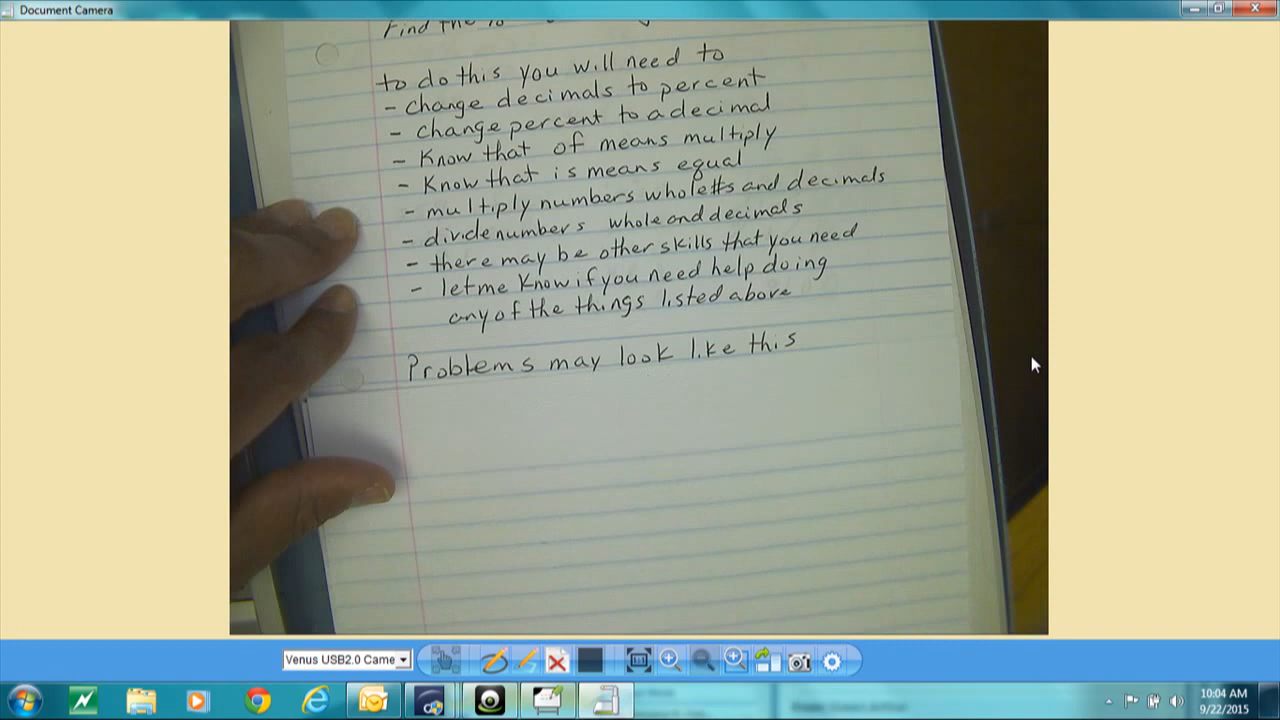 Document Camera
Find the
to do this you will need to
- change decimals to percent
- change percent to a decimal
- Know that of means multiply
- Know that is means equal
- multiply numbers whole #s and decimals
- divide numbers whole and decimals
- there may be other skills that you need
- let me know if you need help doing
any of the things listed above
Problems may look like this
Venus USB2.0 Came
10:04 AM
9/22/2015